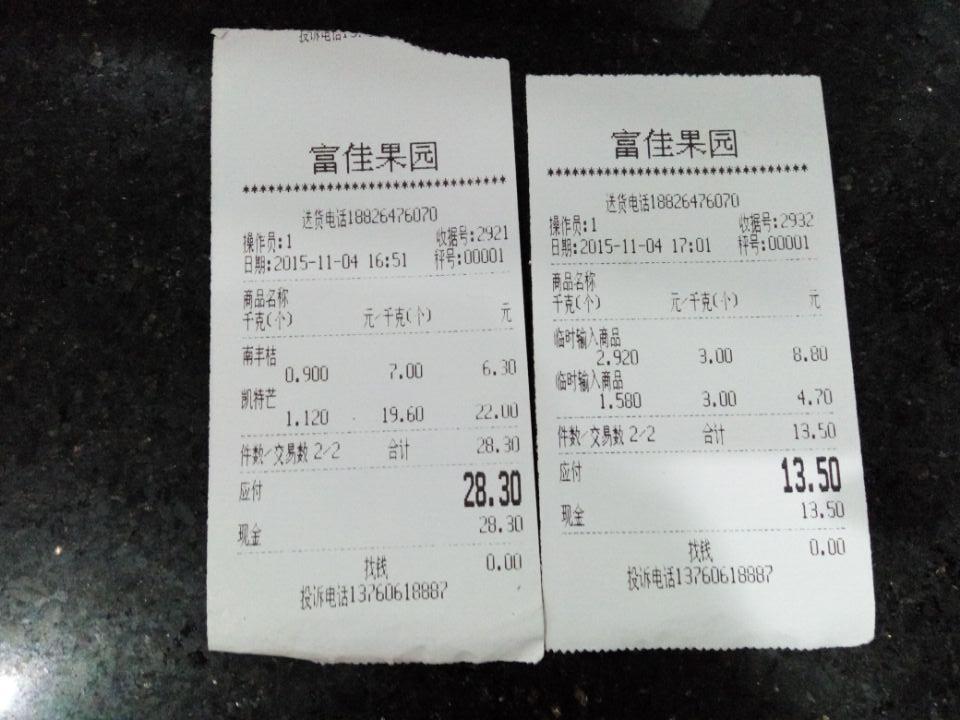 投诉电话
富佳果园
******************************
送货电话18826476070
操作员:1 收据号:2921
日期:2015-11-04 16:51 秤号:00001
商品名称
千克(个) 元/千克(个) 元
南丰桔
0.900 7.00 6.30
凯特芒
1.120 19.60 22.00
件数/交易数 2/2 合计 28.30
应付 28.30
现金 28.30
找钱 0.00
投诉电话13760618887
富佳果园
******************************
送货电话18826476070
操作员:1 收据号:2932
日期:2015-11-04 17:01 秤号:00001
商品名称
千克(个) 元/千克(个) 元
临时输入商品
2.920 3.00 8.80
临时输入商品
1.580 3.00 4.70
件数/交易数 2/2 合计 13.50
应付 13.50
现金 13.50
找钱 0.00
投诉电话13760618887